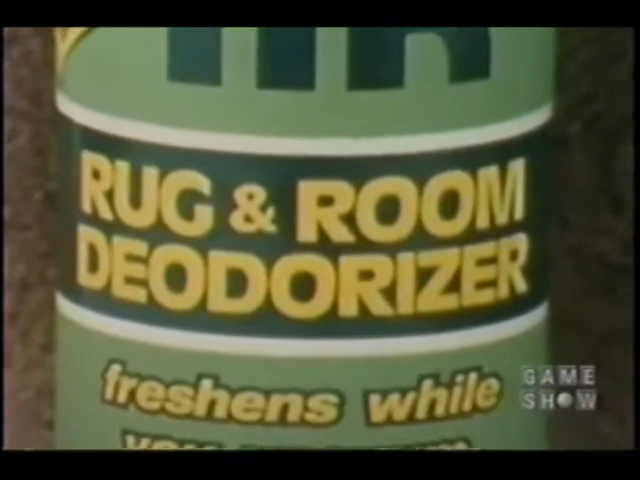 RUG & ROOM
DEODORIZER
freshens while
GAME
SHOW